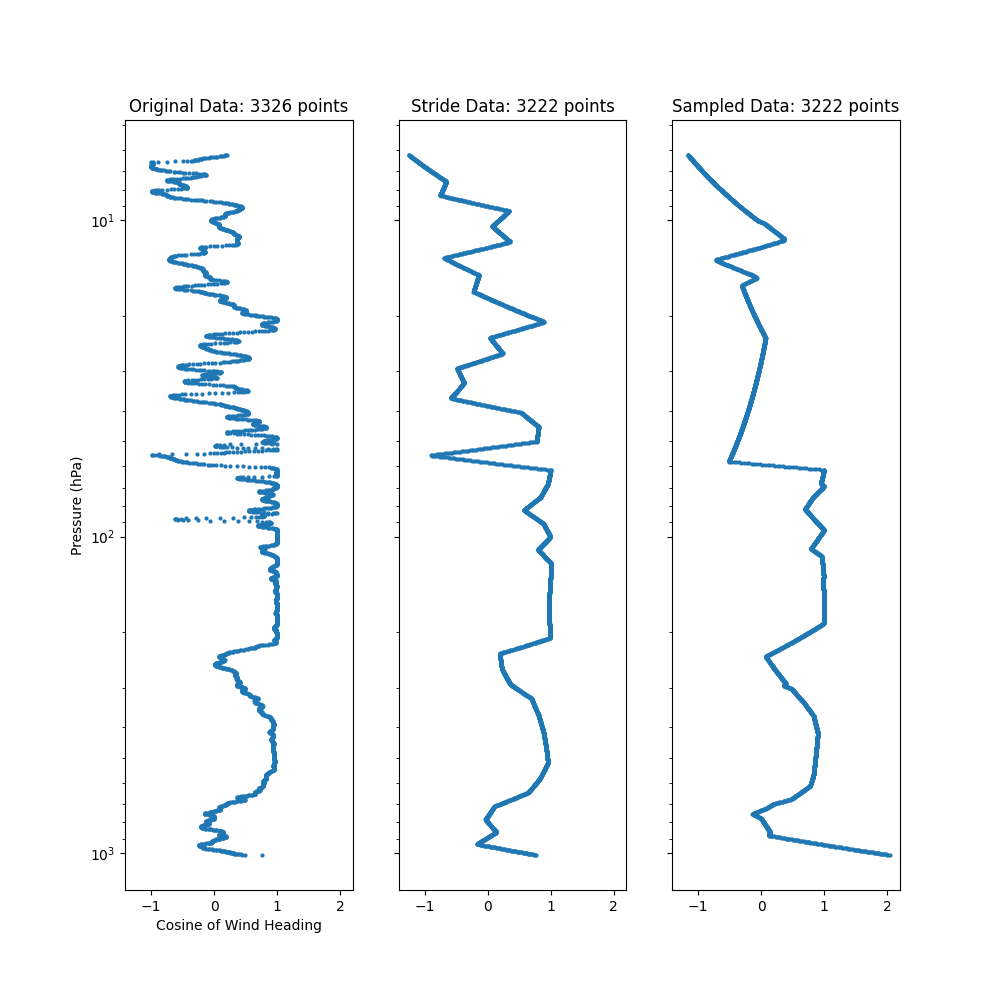 Original Data: 3326 points
Stride Data: 3222 points
Sampled Data: 3222 points
Pressure (hPa)
10¹
10²
10³
−1 0 1 2
−1 0 1 2
−1 0 1 2
Cosine of Wind Heading